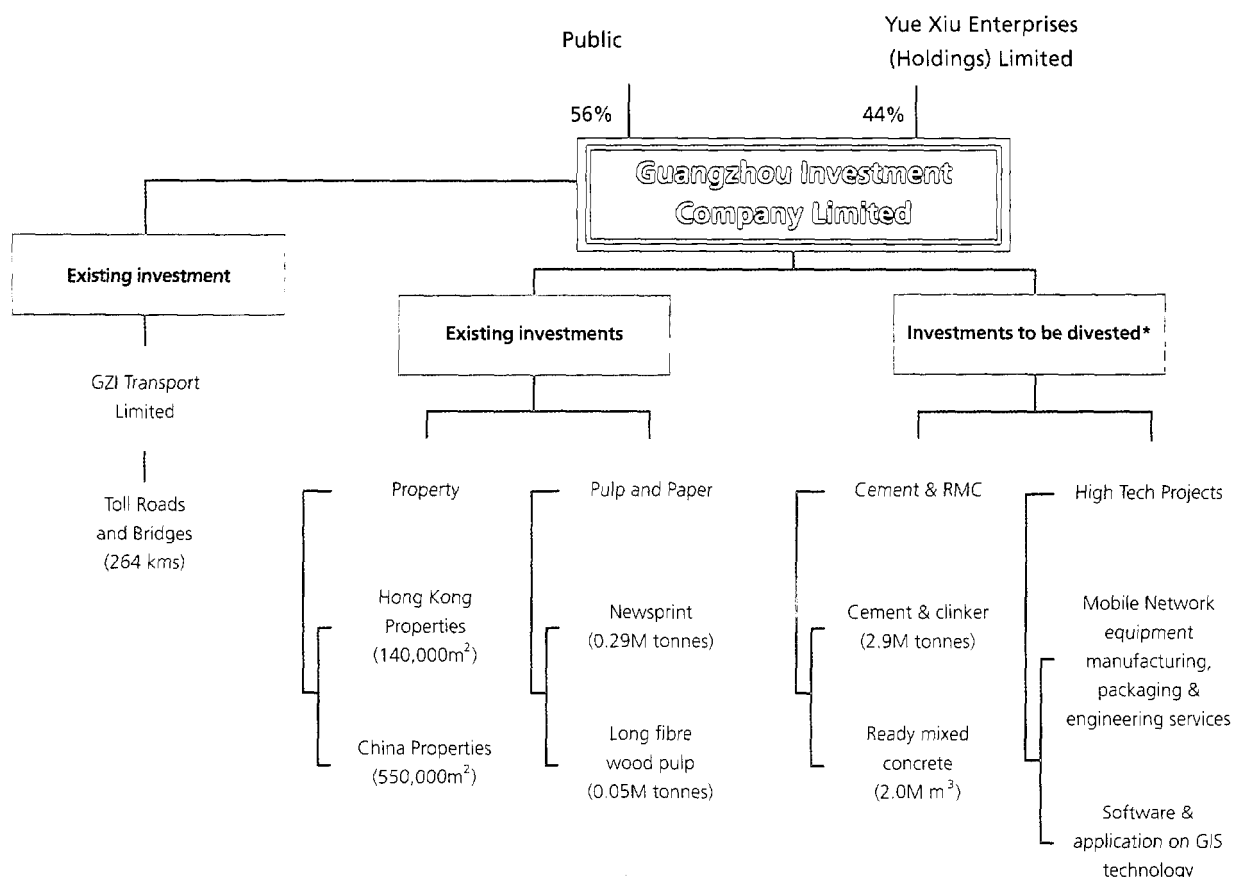 Public
Yue Xiu Enterprises
(Holdings) Limited
56%
44%
Guangzhou Investment
Company Limited
Existing investment
GZI Transport
Limited
Toll Roads
and Bridges
(264 kms)
Existing investments
Investments to be divested*
Property
Hong Kong
Properties
(140,000m²)
China Properties
(550,000m²)
Pulp and Paper
Newsprint
(0.29M tonnes)
Long fibre
wood pulp
(0.05M tonnes)
Cement & RMC
Cement & clinker
(2.9M tonnes)
Ready mixed
concrete
(2.0M m³)
High Tech Projects
Mobile Network
equipment
manufacturing,
packaging &
engineering services
Software &
application on GIS
technology